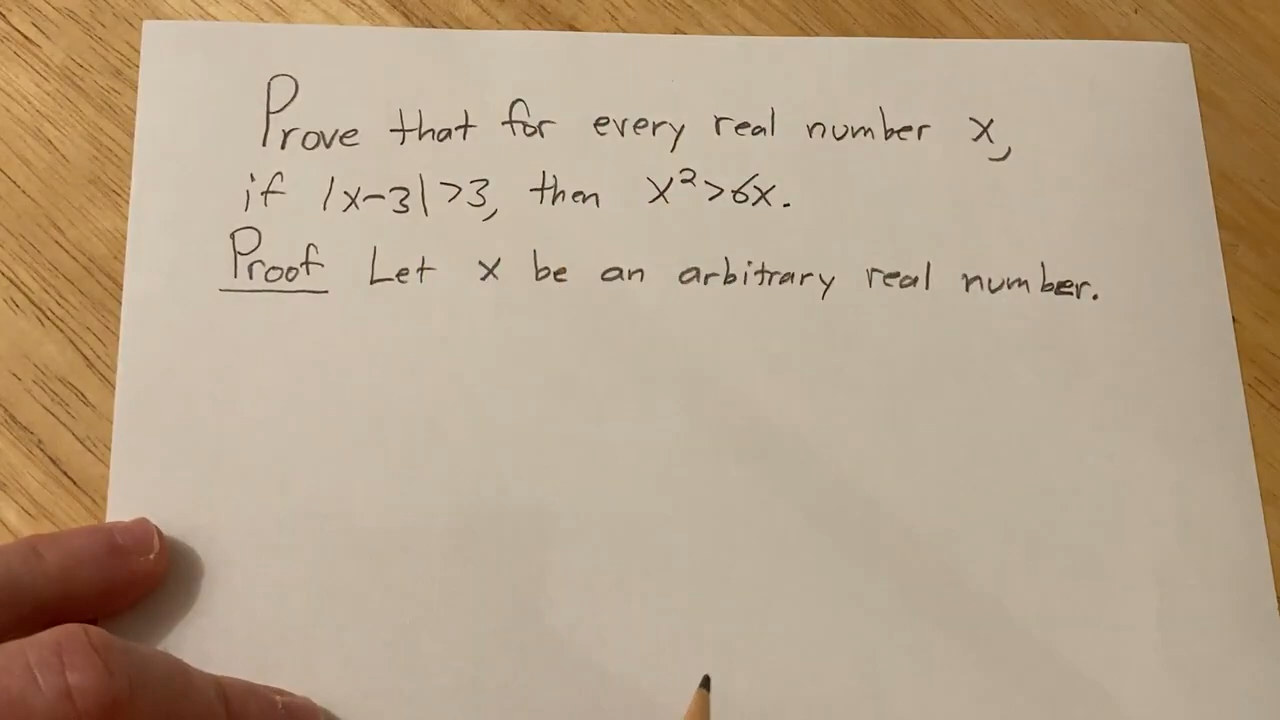 Prove that for every real number x,
if |x-3|>3, then x²>6x.
Proof Let x be an arbitrary real number.